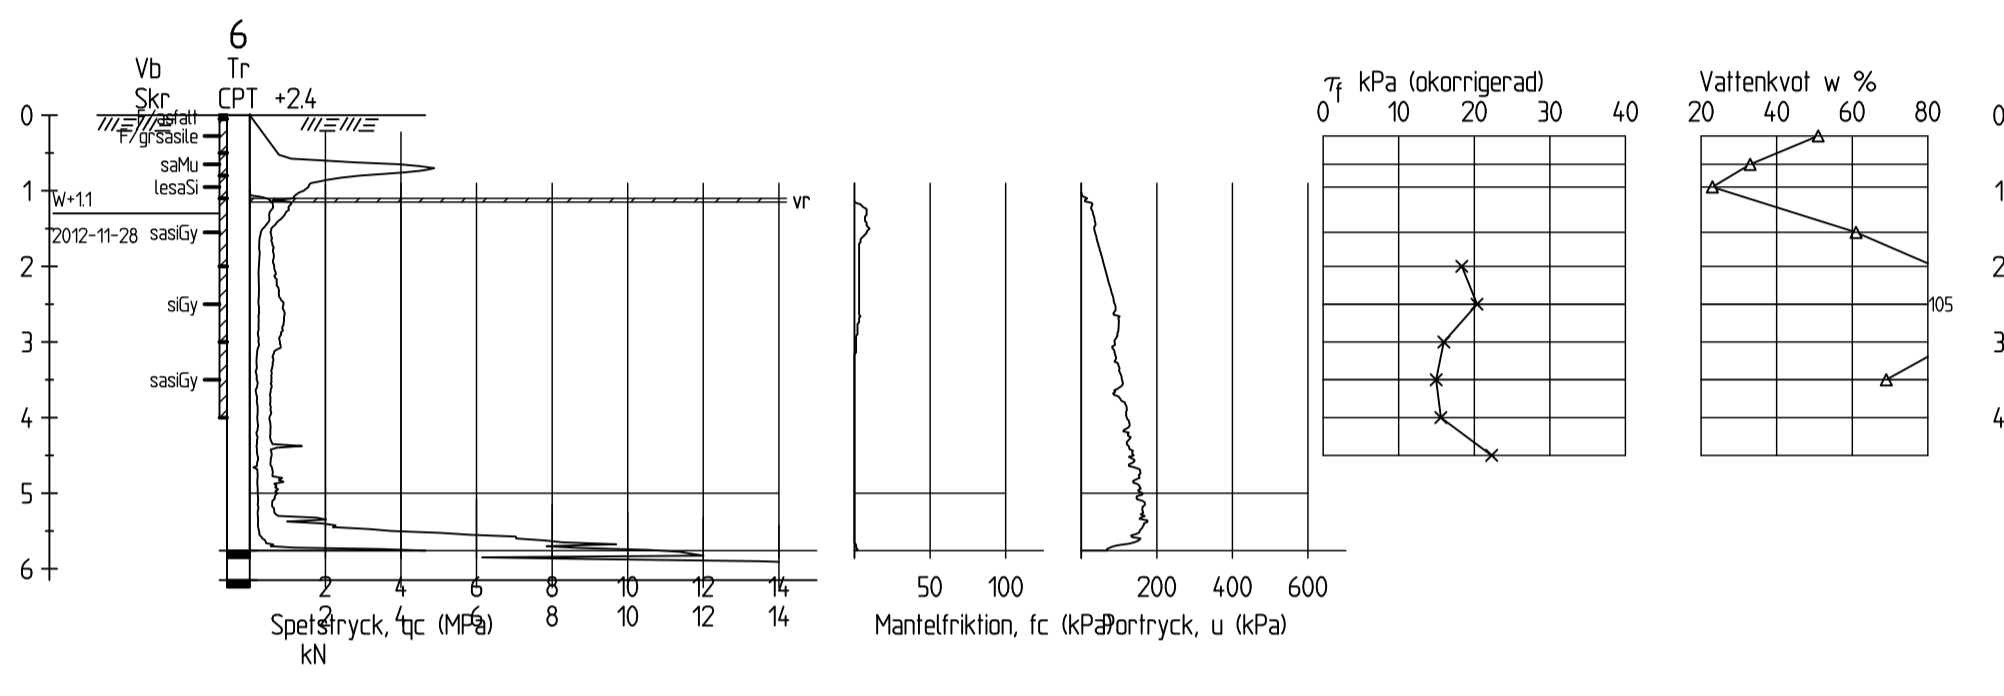 6
Vb Tr
Skr CPT +2.4
τf kPa (okorrigerad)
Vattenkvot w %
0 10 20 30 40
20 40 60 80
0
0
F/asfalt
F/grsasile
saMu
lesaSi
1
1
W+1.1
vr
2012-11-28 sasiGy
2
2
siGy
105
3
3
sasiGy
4
4
5
6
2 4 6 8 10 12 14
50 100
200 400 600
2 4 6 8 10 12 14
Spetstryck, qc (MPa)
Mantelfriktion, fc (kPa)
Portryck, u (kPa)
kN